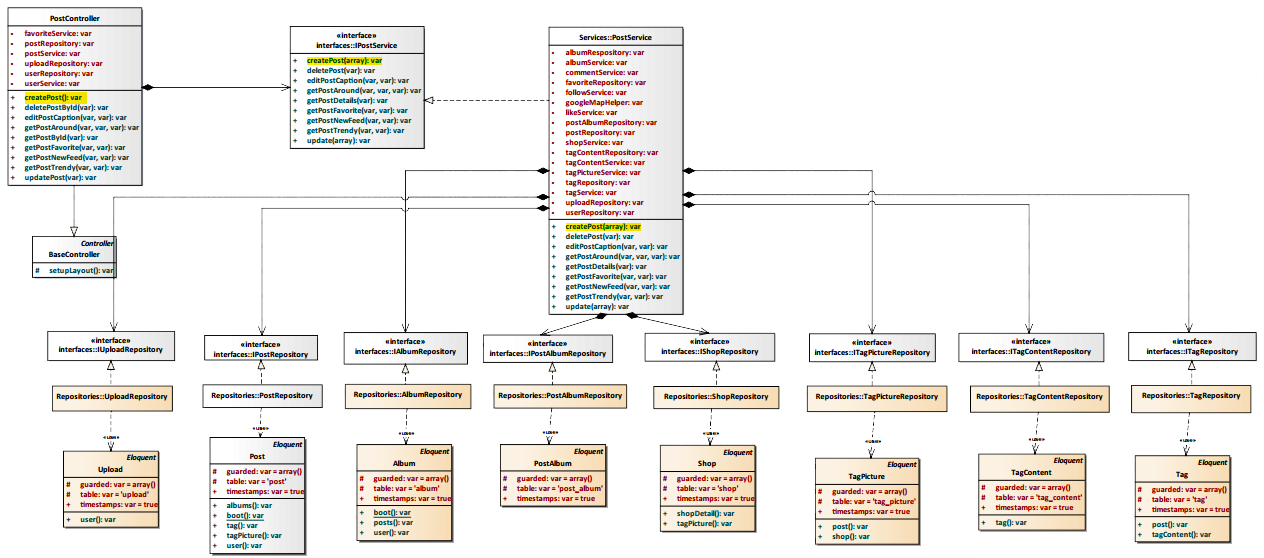 PostController
- favoriteService: var
- postRepository: var
- postService: var
- uploadRepository: var
- userRepository: var
- userService: var
+ createPost(): var
+ deletePostById(var): var
+ editPostCaption(var, var): var
+ getPostAround(var, var): var
+ getPostById(var): var
+ getPostFavorite(var, var): var
+ getPostNewFeed(var, var): var
+ getPostTrendy(var, var): var
+ updatePost(var): var
«interface»
interfaces::IPostService
+ createPost(array): var
+ deletePost(var): var
+ editPostCaption(var, var): var
+ getPostAround(var, var, var): var
+ getPostDetails(var): var
+ getPostFavorite(var, var): var
+ getPostNewFeed(var, var): var
+ getPostTrendy(var, var): var
+ update(array): var
Services::PostService
- albumRespository: var
- albumService: var
- commentService: var
- favoriteRepository: var
- followService: var
- googleMapHelper: var
- likeService: var
- postAlbumRepository: var
- postRepository: var
- shopService: var
- tagContentRepository: var
- tagContentService: var
- tagPictureService: var
- tagRepository: var
- tagService: var
- uploadRepository: var
- userRepository: var
+ createPost(array): var
+ deletePost(var): var
+ editPostCaption(var, var): var
+ getPostAround(var, var, var): var
+ getPostDetails(var): var
+ getPostFavorite(var, var): var
+ getPostNewFeed(var, var): var
+ getPostTrendy(var, var): var
+ update(array): var
Controller
BaseController
# setupLayout(): var
«interface»
interfaces::IUploadRepository
«interface»
interfaces::IPostRepository
«interface»
interfaces::IAlbumRepository
«interface»
interfaces::IPostAlbumRepository
«interface»
interfaces::IShopRepository
«interface»
interfaces::ITagPictureRepository
«interface»
interfaces::ITagContentRepository
«interface»
interfaces::ITagRepository
Repositories::UploadRepository
Repositories::PostRepository
Repositories::AlbumRepository
Repositories::PostAlbumRepository
Repositories::ShopRepository
Repositories::TagPictureRepository
Repositories::TagContentRepository
Repositories::TagRepository
«use»
«use»
«use»
«use»
«use»
«use»
«use»
«use»
Eloquent
Upload
# guarded: var = array()
# table: var = 'upload'
+ timestamps: var = true
+ user(): var
Eloquent
Post
# guarded: var = array()
# table: var = 'post'
+ timestamps: var = true
+ albums(): var
+ boot(): var
+ tag(): var
+ tagPicture(): var
+ user(): var
Eloquent
Album
# guarded: var = array()
# table: var = 'album'
+ timestamps: var = true
+ boot(): var
+ posts(): var
+ user(): var
Eloquent
PostAlbum
# guarded: var = array()
# table: var = 'post_album'
+ timestamps: var = true
Eloquent
Shop
# guarded: var = array()
# table: var = 'shop'
+ timestamps: var = true
+ shopDetail(): var
+ tagPicture(): var
Eloquent
TagPicture
# guarded: var = array()
# table: var = 'tag_picture'
+ timestamps: var = true
+ post(): var
+ shop(): var
Eloquent
TagContent
# guarded: var = array()
# table: var = 'tag_content'
+ timestamps: var = true
+ tag(): var
Eloquent
Tag
# guarded: var = array()
# table: var = 'tag'
+ timestamps: var = true
+ post(): var
+ tagContent(): var